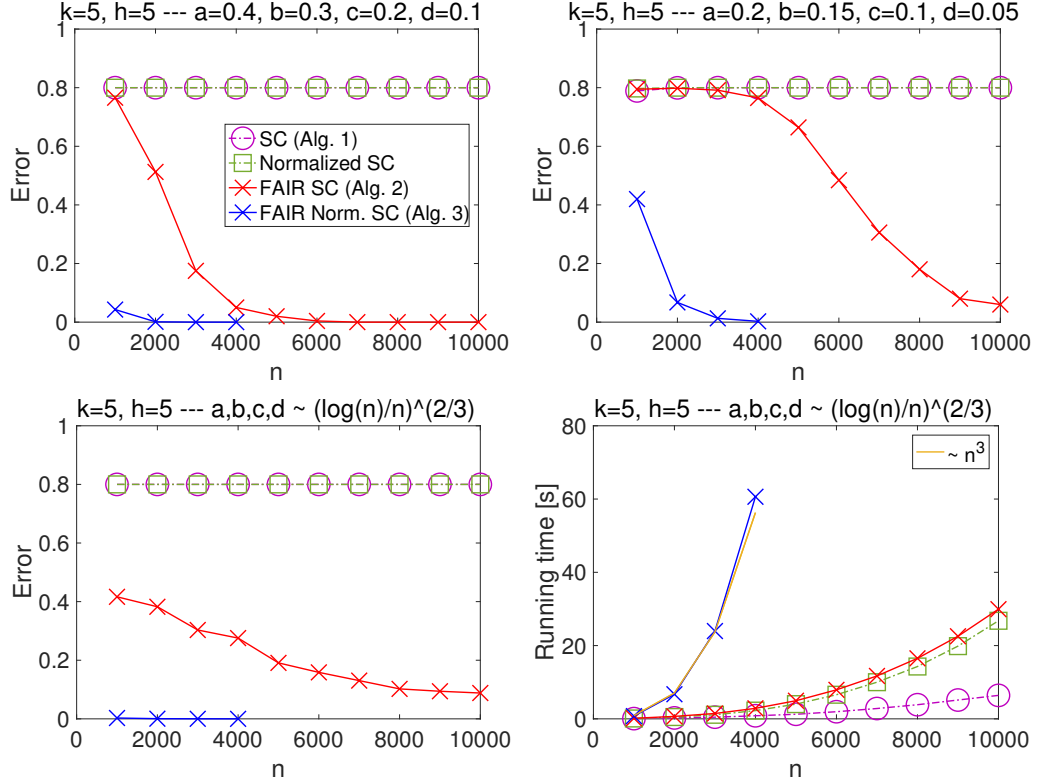 k=5, h=5 --- a=0.4, b=0.3, c=0.2, d=0.1
1
0.8
0.6
0.4
0.2
0
Error
SC (Alg. 1)
Normalized SC
FAIR SC (Alg. 2)
FAIR Norm. SC (Alg. 3)
0 2000 4000 6000 8000 10000
n
k=5, h=5 --- a=0.2, b=0.15, c=0.1, d=0.05
1
0.8
0.6
0.4
0.2
0
Error
0 2000 4000 6000 8000 10000
n
k=5, h=5 --- a,b,c,d ~ (log(n)/n)^(2/3)
1
0.8
0.6
0.4
0.2
0
Error
0 2000 4000 6000 8000 10000
n
k=5, h=5 --- a,b,c,d ~ (log(n)/n)^(2/3)
80
60
40
20
0
Running time [s]
~ n³
0 2000 4000 6000 8000 10000
n